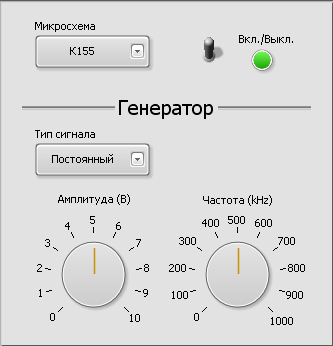 Микросхема
К155
Вкл./Выкл.
Генератор
Тип сигнала
Постоянный
Амплитуда (В)
0
1
2
3
4
5
6
7
8
9
10
Частота (kHz)
0
100
200
300
400
500
600
700
800
900
1000